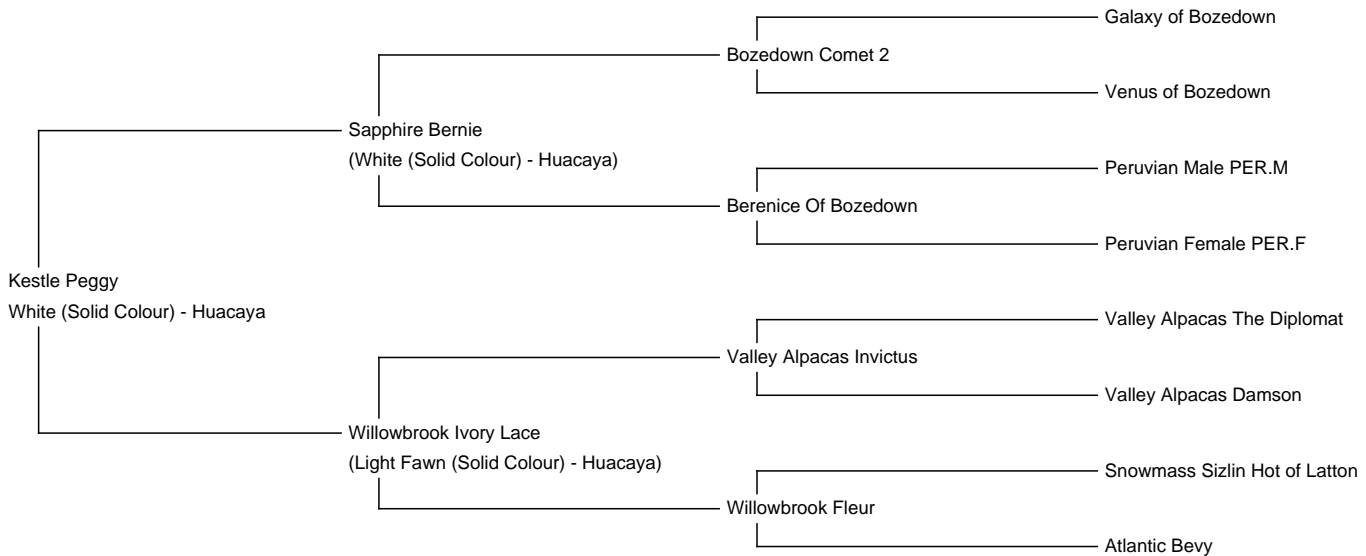 Galaxy of Bozedown
Bozedown Comet 2
Venus of Bozedown
Sapphire Bernie
(White (Solid Colour) - Huacaya)
Peruvian Male PER.M
Berenice Of Bozedown
Peruvian Female PER.F
Kestle Peggy
White (Solid Colour) - Huacaya
Valley Alpacas The Diplomat
Valley Alpacas Invictus
Valley Alpacas Damson
Willowbrook Ivory Lace
(Light Fawn (Solid Colour) - Huacaya)
Snowmass Sizlin Hot of Latton
Willowbrook Fleur
Atlantic Bevy